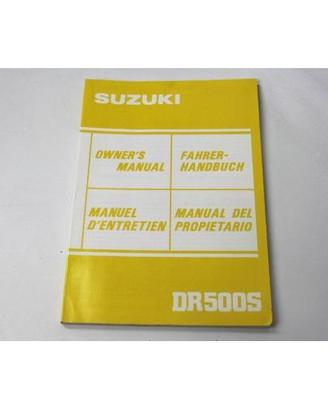 SUZUKI
OWNER'S
MANUAL
FAHRER-
HANDBUCH
MANUEL
D'ENTRETIEN
MANUAL DEL
PROPIETARIO
DR500S